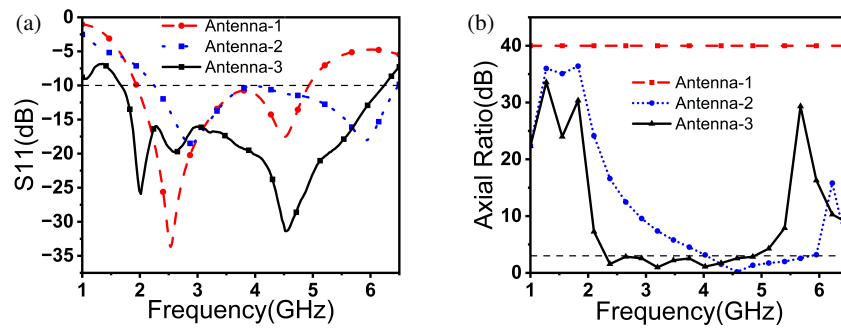 (a)
0
−5
−10
−15
−20
−25
−30
−35
S11(dB)
Antenna-1
Antenna-2
Antenna-3
1 2 3 4 5 6
Frequency(GHz)
(b)
40
30
20
10
0
Axial Ratio(dB)
Antenna-1
Antenna-2
Antenna-3
1 2 3 4 5 6
Frequency(GHz)